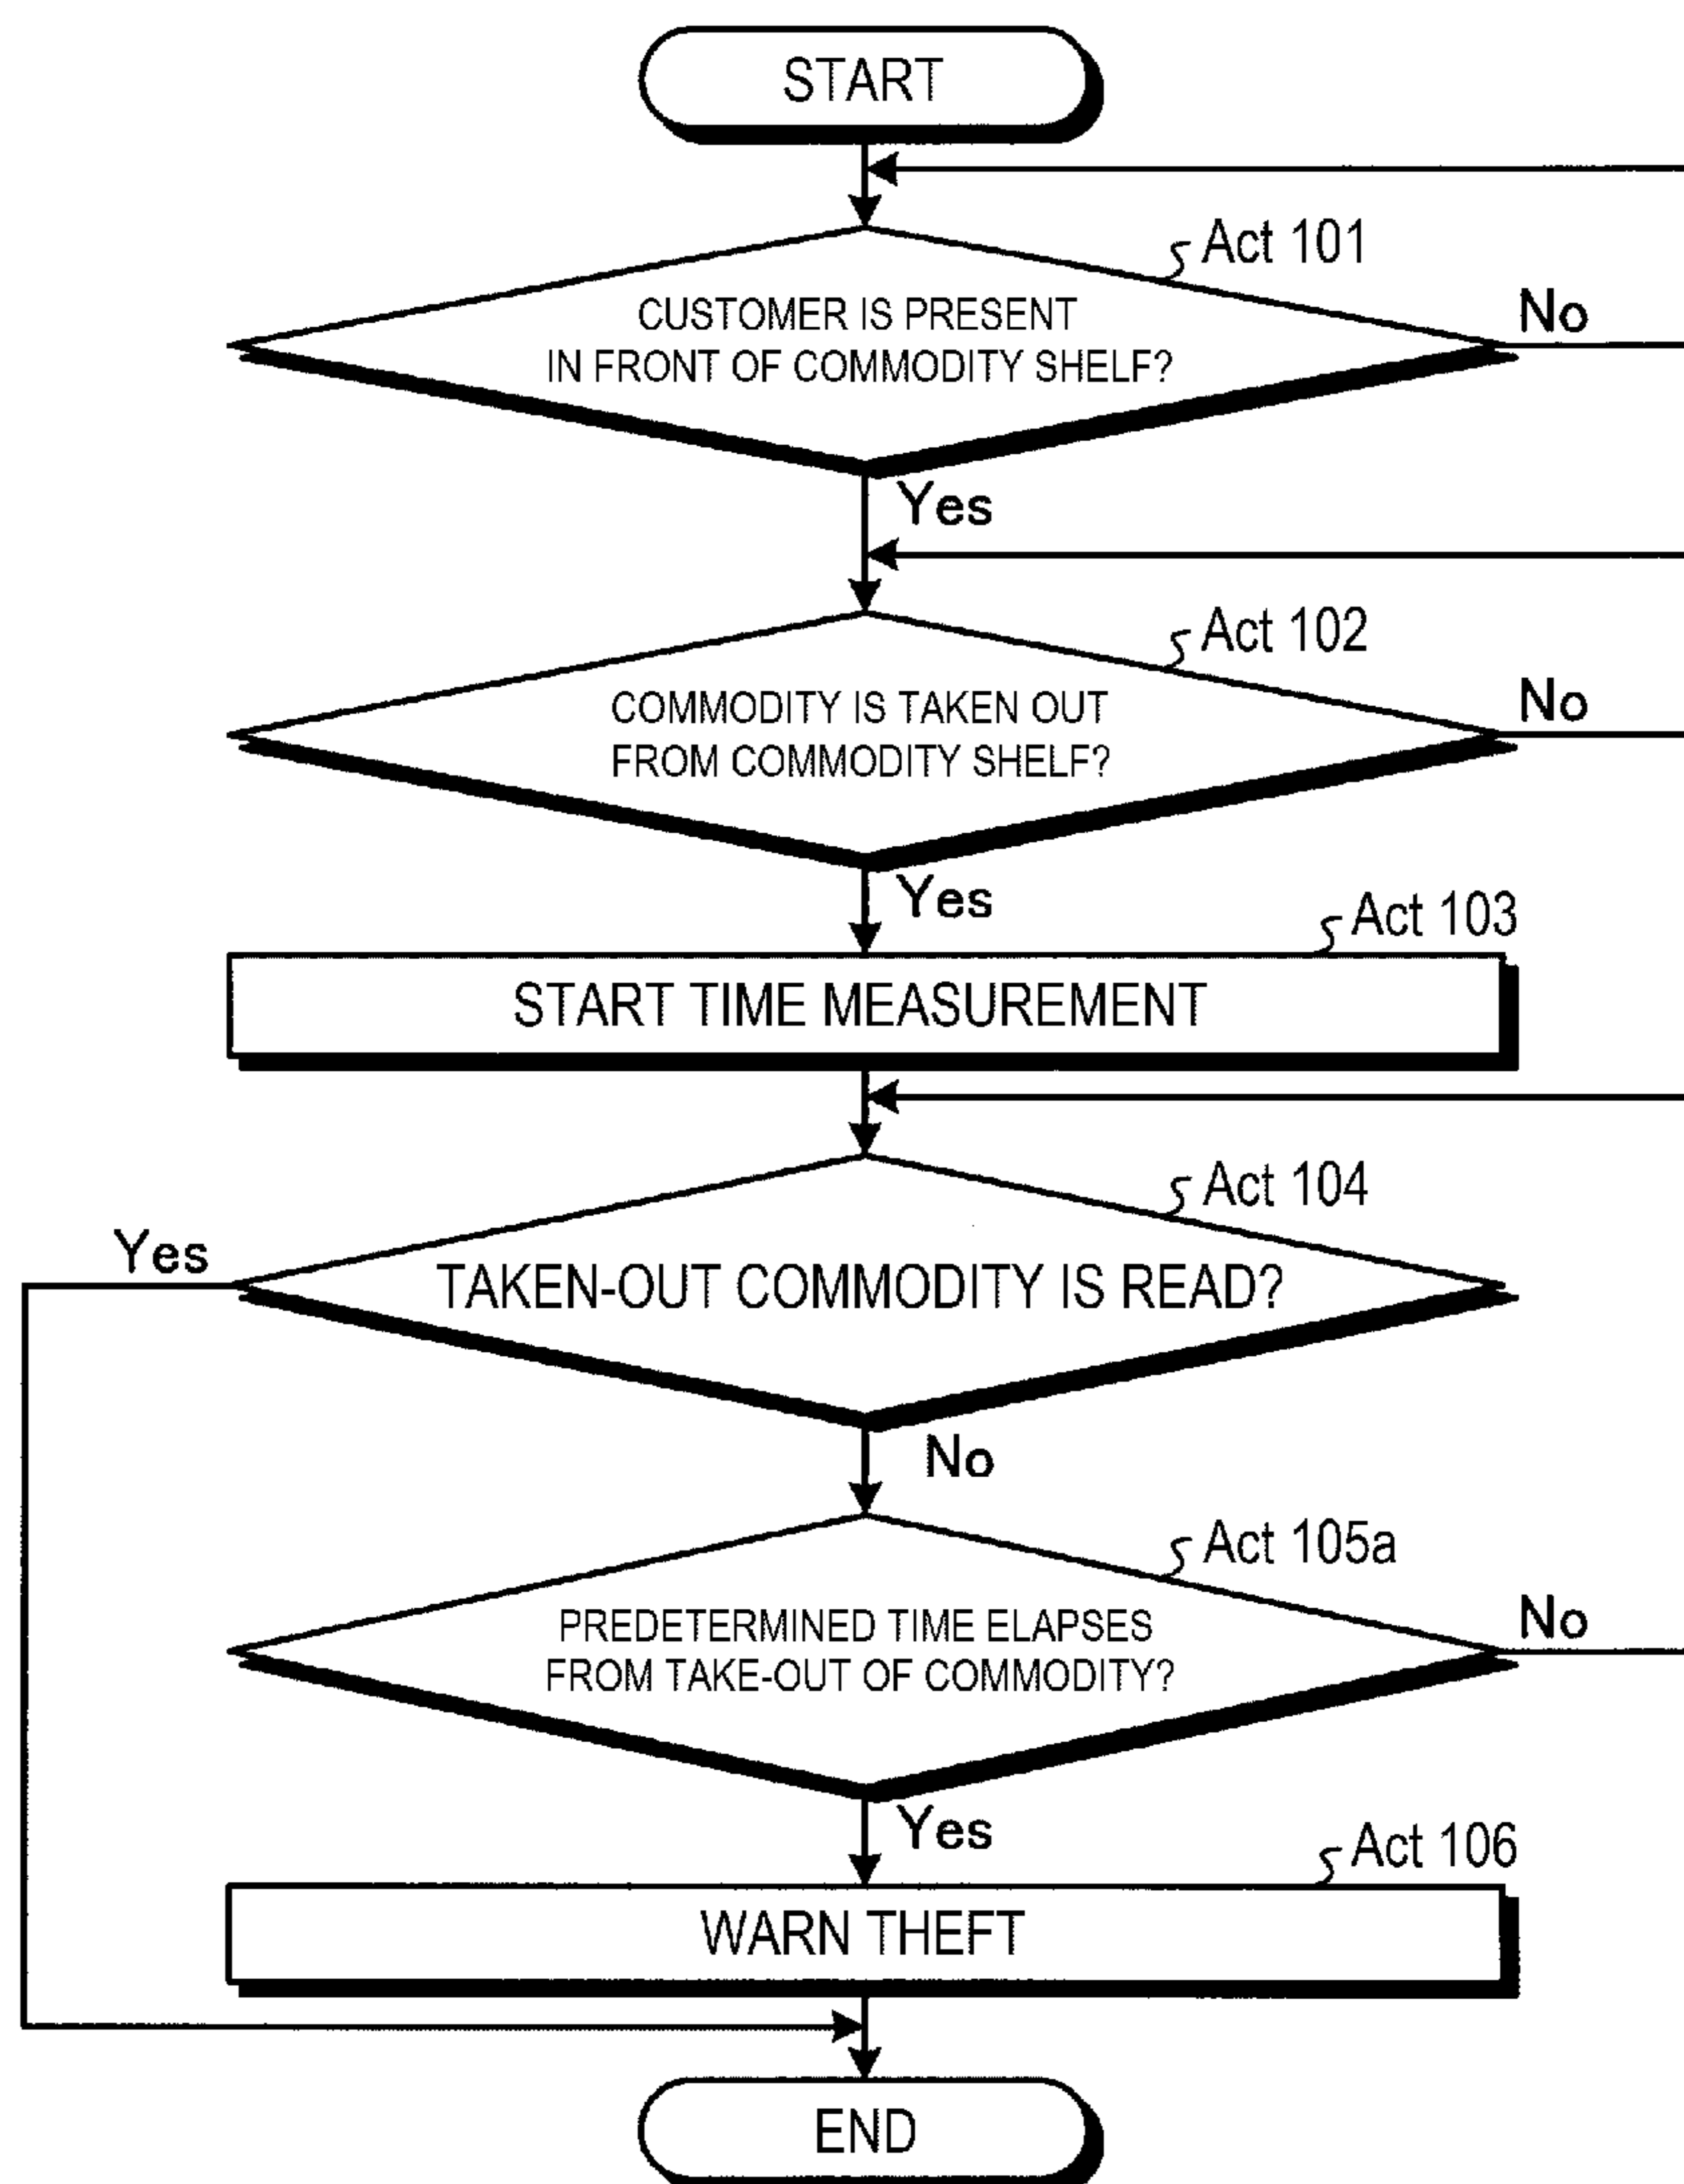 START
Act 101
CUSTOMER IS PRESENT
IN FRONT OF COMMODITY SHELF?
No
Yes
Act 102
COMMODITY IS TAKEN OUT
FROM COMMODITY SHELF?
No
Yes
Act 103
START TIME MEASUREMENT
Act 104
Yes
TAKEN-OUT COMMODITY IS READ?
No
Act 105a
PREDETERMINED TIME ELAPSES
FROM TAKE-OUT OF COMMODITY?
No
Yes
Act 106
WARN THEFT
END